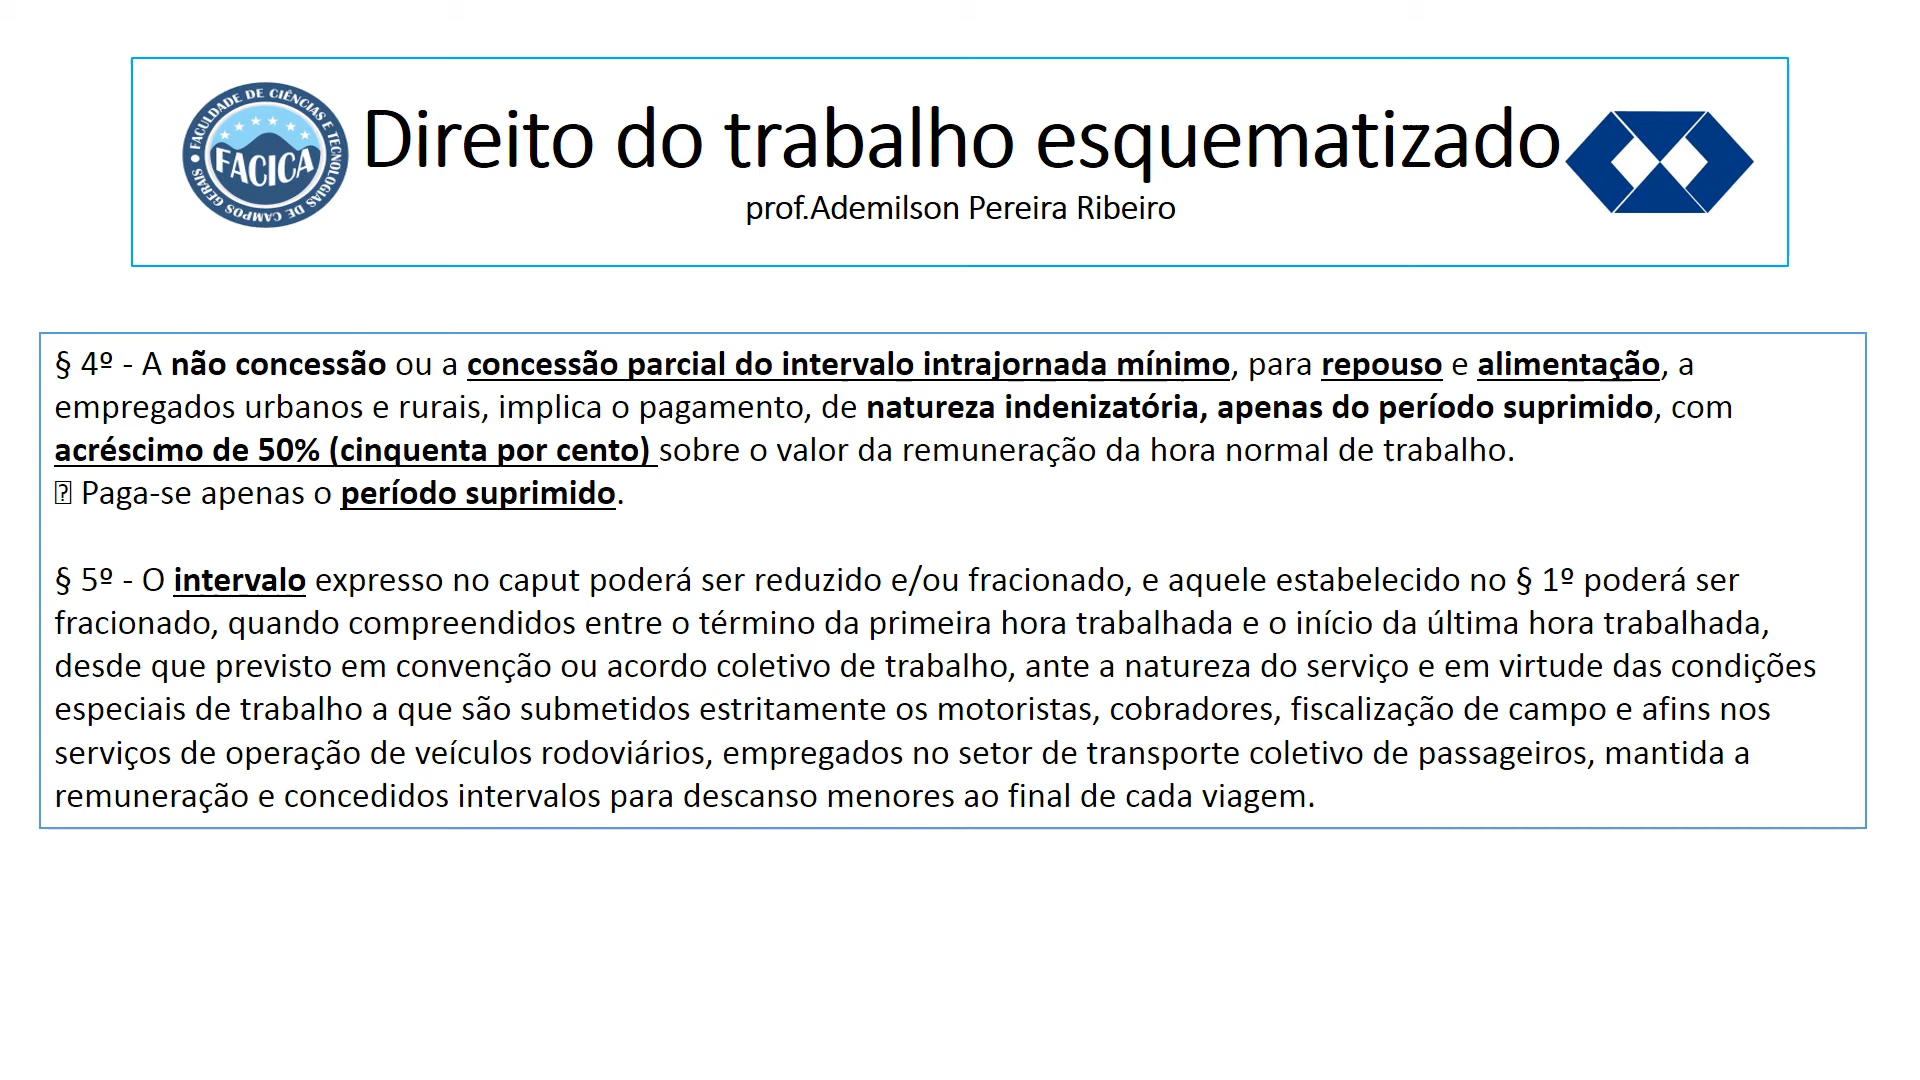 FACULDADE DE CIÊNCIAS E TECNOLOGIAS DE CAMPOS GERAIS
FACICA
Direito do trabalho esquematizado
prof.Ademilson Pereira Ribeiro
§ 4º - A não concessão ou a concessão parcial do intervalo intrajornada mínimo, para repouso e alimentação, a
empregados urbanos e rurais, implica o pagamento, de natureza indenizatória, apenas do período suprimido, com
acréscimo de 50% (cinquenta por cento) sobre o valor da remuneração da hora normal de trabalho.
⍰ Paga-se apenas o período suprimido.
§ 5º - O intervalo expresso no caput poderá ser reduzido e/ou fracionado, e aquele estabelecido no § 1º poderá ser
fracionado, quando compreendidos entre o término da primeira hora trabalhada e o início da última hora trabalhada,
desde que previsto em convenção ou acordo coletivo de trabalho, ante a natureza do serviço e em virtude das condições
especiais de trabalho a que são submetidos estritamente os motoristas, cobradores, fiscalização de campo e afins nos
serviços de operação de veículos rodoviários, empregados no setor de transporte coletivo de passageiros, mantida a
remuneração e concedidos intervalos para descanso menores ao final de cada viagem.